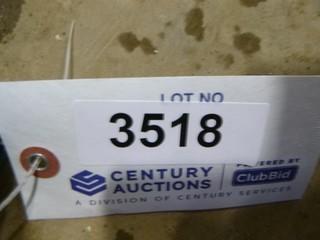 LOT NO
3518
CENTURY AUCTIONS
POWERED BY
ClubBid
A DIVISION OF CENTURY SERVICES